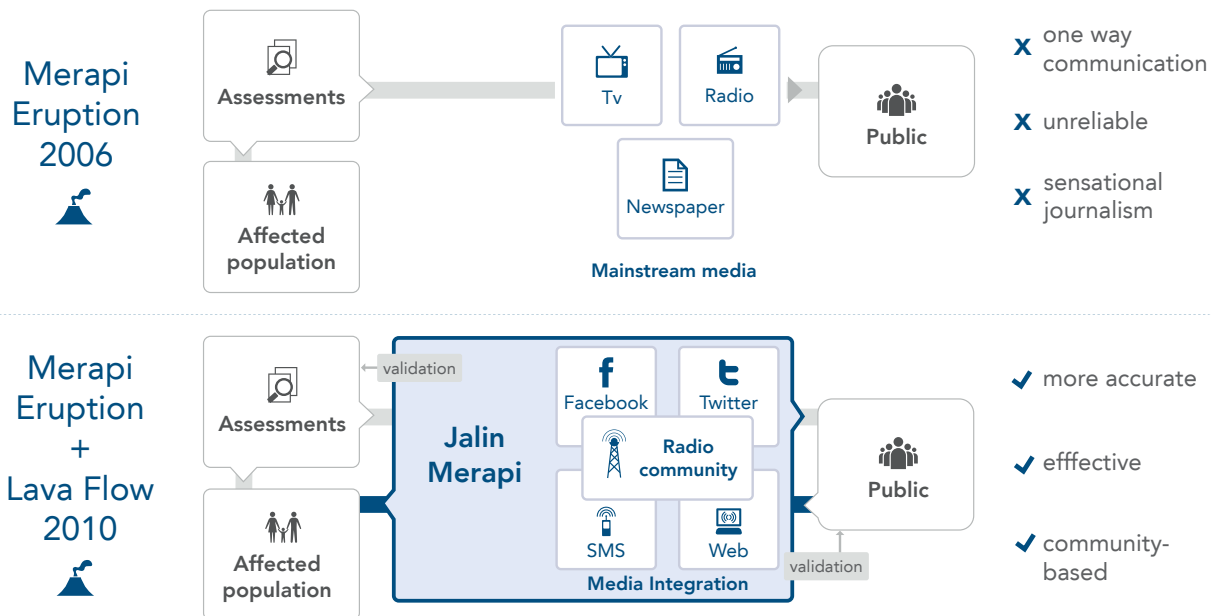 Merapi
Eruption
2006
Assessments
Affected
population
Tv
Radio
Newspaper
Mainstream media
Public
x one way
communication
x unreliable
x sensational
journalism
Merapi
Eruption
+
Lava Flow
2010
Assessments
Affected
population
validation
Jalin
Merapi
Facebook
Twitter
Radio
community
SMS
Web
Media Integration
Public
validation
more accurate
efffective
community-
based